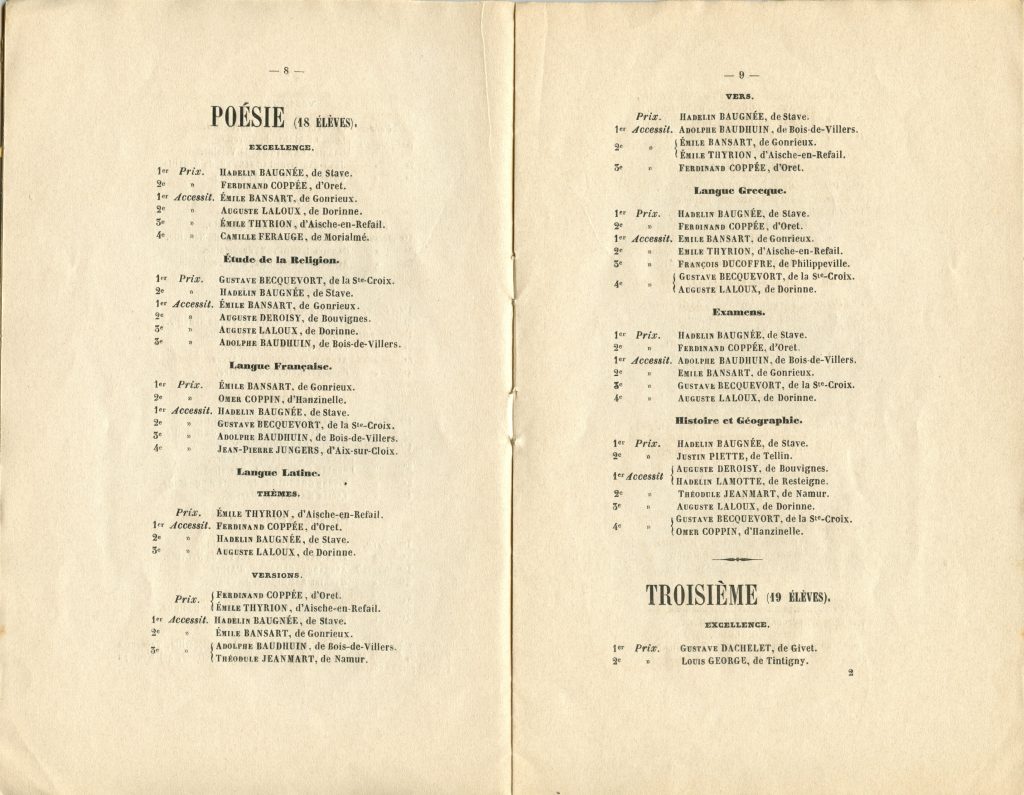 — 8 —
POÉSIE (18 ÉLÈVES).
EXCELLENCE.
1er Prix. HADELIN BAUGNÉE, de Stave.
2e » FERDINAND COPPÉE, d'Oret.
1er Accessit. ÉMILE BANSART, de Gonrieux.
2e » AUGUSTE LALOUX, de Dorinne.
3e » ÉMILE THYRION, d'Aische-en-Refail.
4e » CAMILLE FERAUGE, de Morialmé.
Étude de la Religion.
1er Prix. GUSTAVE BECQUEVORT, de la Ste-Croix.
2e » HADELIN BAUGNÉE, de Stave.
1er Accessit. ÉMILE BANSART, de Gonrieux.
2e » AUGUSTE DEROISY, de Bouvignes.
3e » AUGUSTE LALOUX, de Dorinne.
3e » ADOLPHE BAUDHUIN, de Bois-de-Villers.
Langue Française.
1er Prix. ÉMILE BANSART, de Gonrieux.
2e » OMER COPPIN, d'Hanzinelle.
1er Accessit. HADELIN BAUGNÉE, de Stave.
2e » GUSTAVE BECQUEVORT, de la Ste-Croix.
3e » ADOLPHE BAUDHUIN, de Bois-de-Villers.
4e » JEAN-PIERRE JUNGERS, d'Aix-sur-Cloix.
Langue Latine.
THÈMES.
Prix. ÉMILE THYRION, d'Aische-en-Refail.
1er Accessit. FERDINAND COPPÉE, d'Oret.
2e » HADELIN BAUGNÉE, de Stave.
3e » AUGUSTE LALOUX, de Dorinne.
VERSIONS.
Prix. { FERDINAND COPPÉE, d'Oret.
ÉMILE THYRION, d'Aische-en-Refail.
1er Accessit. HADELIN BAUGNÉE, de Stave.
2e » ÉMILE BANSART, de Gonrieux.
3e » { ADOLPHE BAUDHUIN, de Bois-de-Villers.
THÉODULE JEANMART, de Namur.
— 9 —
VERS.
Prix. HADELIN BAUGNÉE, de Stave.
1er Accessit. ADOLPHE BAUDHUIN, de Bois-de-Villers.
2e » { ÉMILE BANSART, de Gonrieux.
ÉMILE THYRION, d'Aische-en-Refail.
3e » FERDINAND COPPÉE, d'Oret.
Langue Grecque.
1er Prix. HADELIN BAUGNÉE, de Stave.
2e » FERDINAND COPPÉE, d'Oret.
1er Accessit. EMILE BANSART, de Gonrieux.
2e » EMILE THYRION, d'Aische-en-Refail.
3e » FRANÇOIS DUCOFFRE, de Philippeville.
4e » { GUSTAVE BECQUEVORT, de la Ste-Croix.
AUGUSTE LALOUX, de Dorinne.
Examens.
1er Prix. HADELIN BAUGNÉE, de Stave.
2e » FERDINAND COPPÉE, d'Oret.
1er Accessit. ADOLPHE BAUDHUIN, de Bois-de-Villers.
2e » EMILE BANSART, de Gonrieux.
3e » GUSTAVE BECQUEVORT, de la Ste-Croix.
4e » AUGUSTE LALOUX, de Dorinne.
Histoire et Géographie.
1er Prix. HADELIN BAUGNÉE, de Stave.
2e » JUSTIN PIETTE, de Tellin.
1er Accessit { AUGUSTE DEROISY, de Bouvignes.
HADELIN LAMOTTE, de Resteigne.
2e » THÉODULE JEANMART, de Namur.
3e » AUGUSTE LALOUX, de Dorinne.
4e » { GUSTAVE BECQUEVORT, de la Ste-Croix.
OMER COPPIN, d'Hanzinelle.
TROISIÈME (19 ÉLÈVES).
EXCELLENCE.
1er Prix. GUSTAVE DACHELET, de Givet.
2e » LOUIS GEORGE, de Tintigny.
2